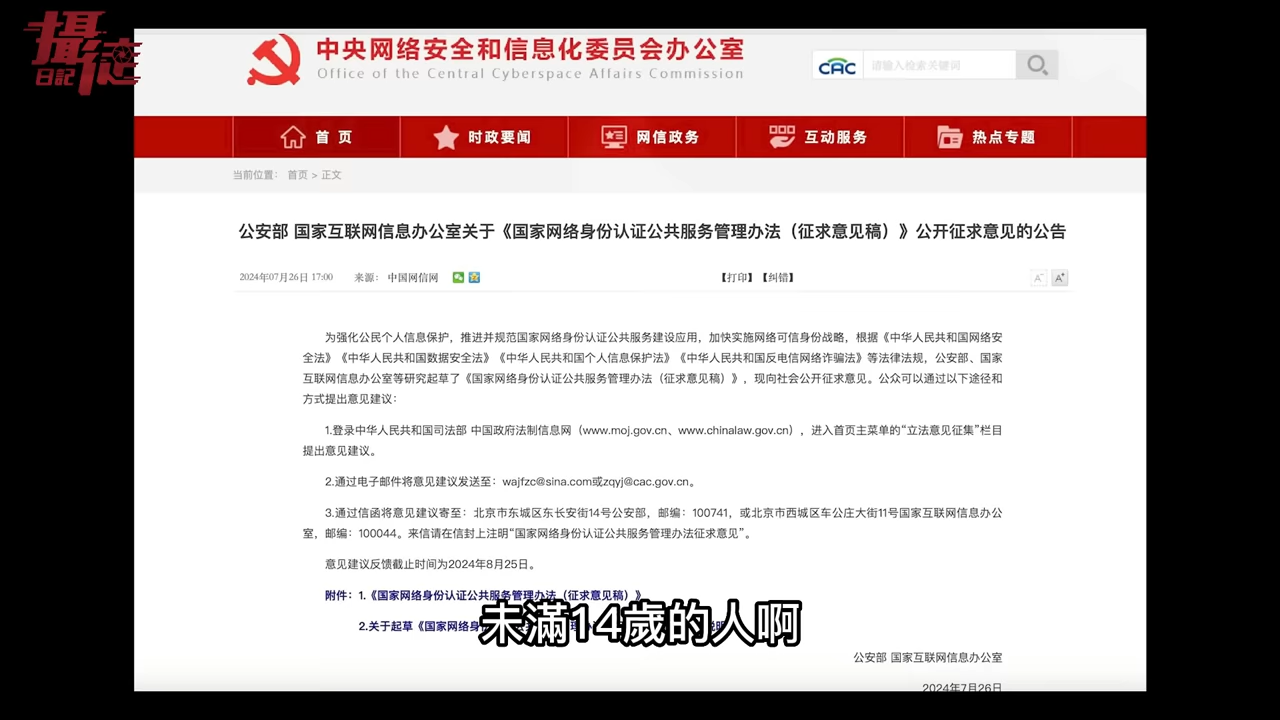 攝徒
日記
中央网络安全和信息化委员会办公室
Office of the Central Cyberspace Affairs Commission
CAC 请输入检索关键词
首 页 时政要闻 网信政务 互动服务 热点专题
当前位置： 首页 > 正文
公安部 国家互联网信息办公室关于《国家网络身份认证公共服务管理办法（征求意见稿）》公开征求意见的公告
2024年07月26日 17:00 来源： 中国网信网 【打印】【纠错】 A- A+
为强化公民个人信息保护，推进并规范国家网络身份认证公共服务建设应用，加快实施网络可信身份战略，根据《中华人民共和国网络安
全法》《中华人民共和国数据安全法》《中华人民共和国个人信息保护法》《中华人民共和国反电信网络诈骗法》等法律法规，公安部、国家
互联网信息办公室等研究起草了《国家网络身份认证公共服务管理办法（征求意见稿）》，现向社会公开征求意见。公众可以通过以下途径和
方式提出意见建议：
1.登录中华人民共和国司法部 中国政府法制信息网（www.moj.gov.cn、www.chinalaw.gov.cn），进入首页主菜单的“立法意见征集”栏目
提出意见建议。
2.通过电子邮件将意见建议发送至：wajfzc@sina.com或zqyj@cac.gov.cn。
3.通过信函将意见建议寄至：北京市东城区东长安街14号公安部，邮编：100741，或北京市西城区车公庄大街11号国家互联网信息办公
室，邮编：100044。来信请在信封上注明“国家网络身份认证公共服务管理办法征求意见”。
意见建议反馈截止时间为2024年8月25日。
附件：1.《国家网络身份认证公共服务管理办法（征求意见稿）》
2.关于起草《国家网络身
未滿14歲的人啊
公安部 国家互联网信息办公室
2024年7月26日